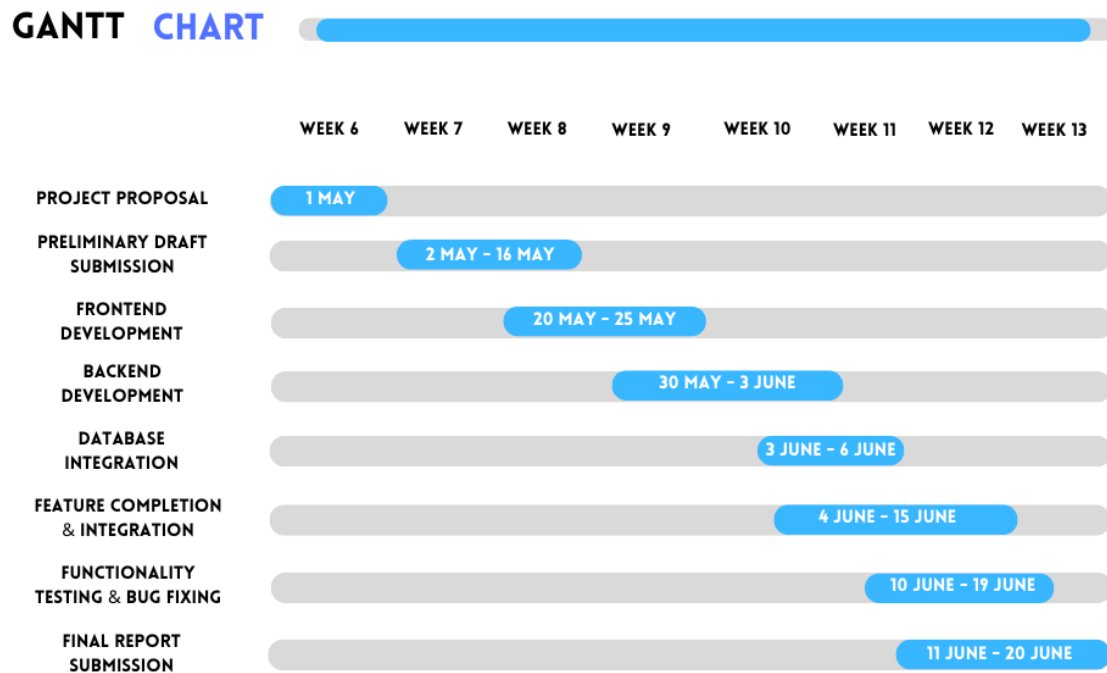 GANTT CHART
WEEK 6 WEEK 7 WEEK 8 WEEK 9 WEEK 10 WEEK 11 WEEK 12 WEEK 13
PROJECT PROPOSAL
1 MAY
PRELIMINARY DRAFT
SUBMISSION
2 MAY - 16 MAY
FRONTEND
DEVELOPMENT
20 MAY - 25 MAY
BACKEND
DEVELOPMENT
30 MAY - 3 JUNE
DATABASE
INTEGRATION
3 JUNE - 6 JUNE
FEATURE COMPLETION
& INTEGRATION
4 JUNE - 15 JUNE
FUNCTIONALITY
TESTING & BUG FIXING
10 JUNE - 19 JUNE
FINAL REPORT
SUBMISSION
11 JUNE - 20 JUNE